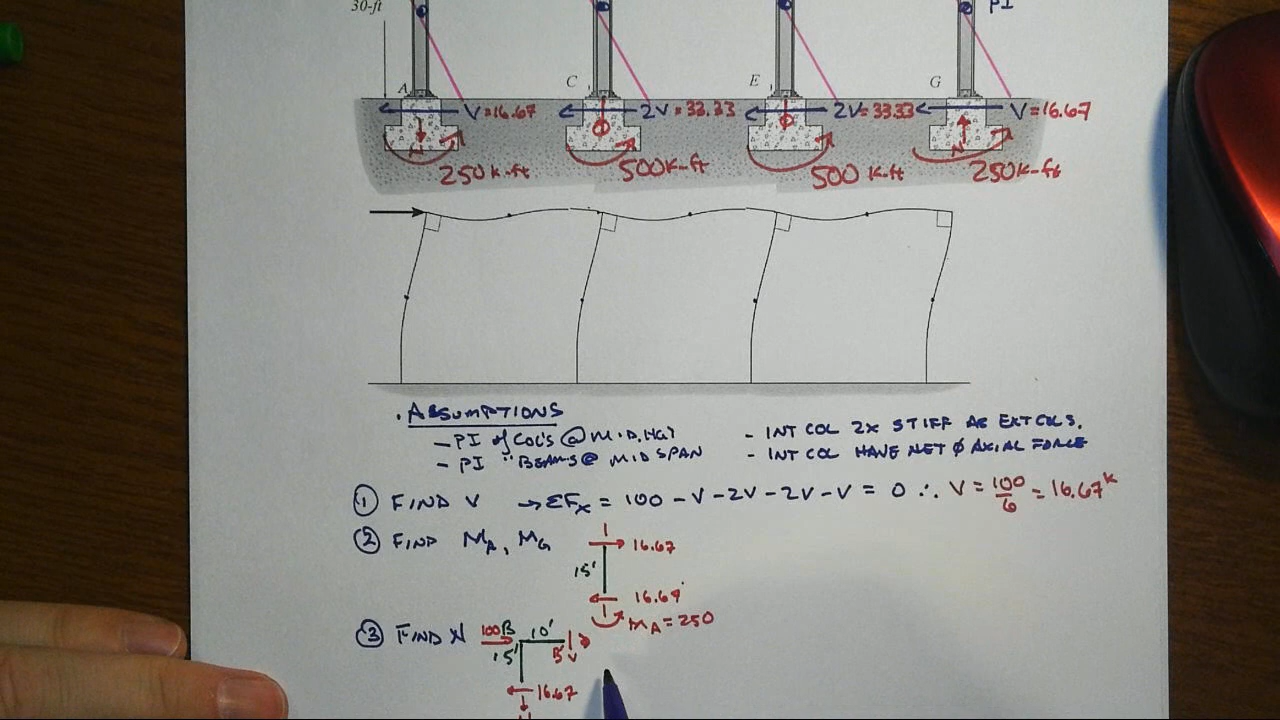 30-ft
PI
A C E G
V=16.67 2V=33.33 2V=33.33 V=16.67
N N
250 k-ft 500k-ft 500 k-ft 250k-ft
. ASSUMPTIONS
- PI of COL'S @ MID. HGT - INT COL 2X STIFF AS EXT COLS.
- PI " BEAMS @ MIDSPAN - INT COL HAVE NET Ø AXIAL FORCE
① FIND V → ΣFx = 100 - V - 2V - 2V - V = 0 ∴ V = 100/6 = 16.67k
② FIND MA, MG
16.67
15'
16.67
MA = 250
③ FIND N 100 B 10'
15' V
16.67